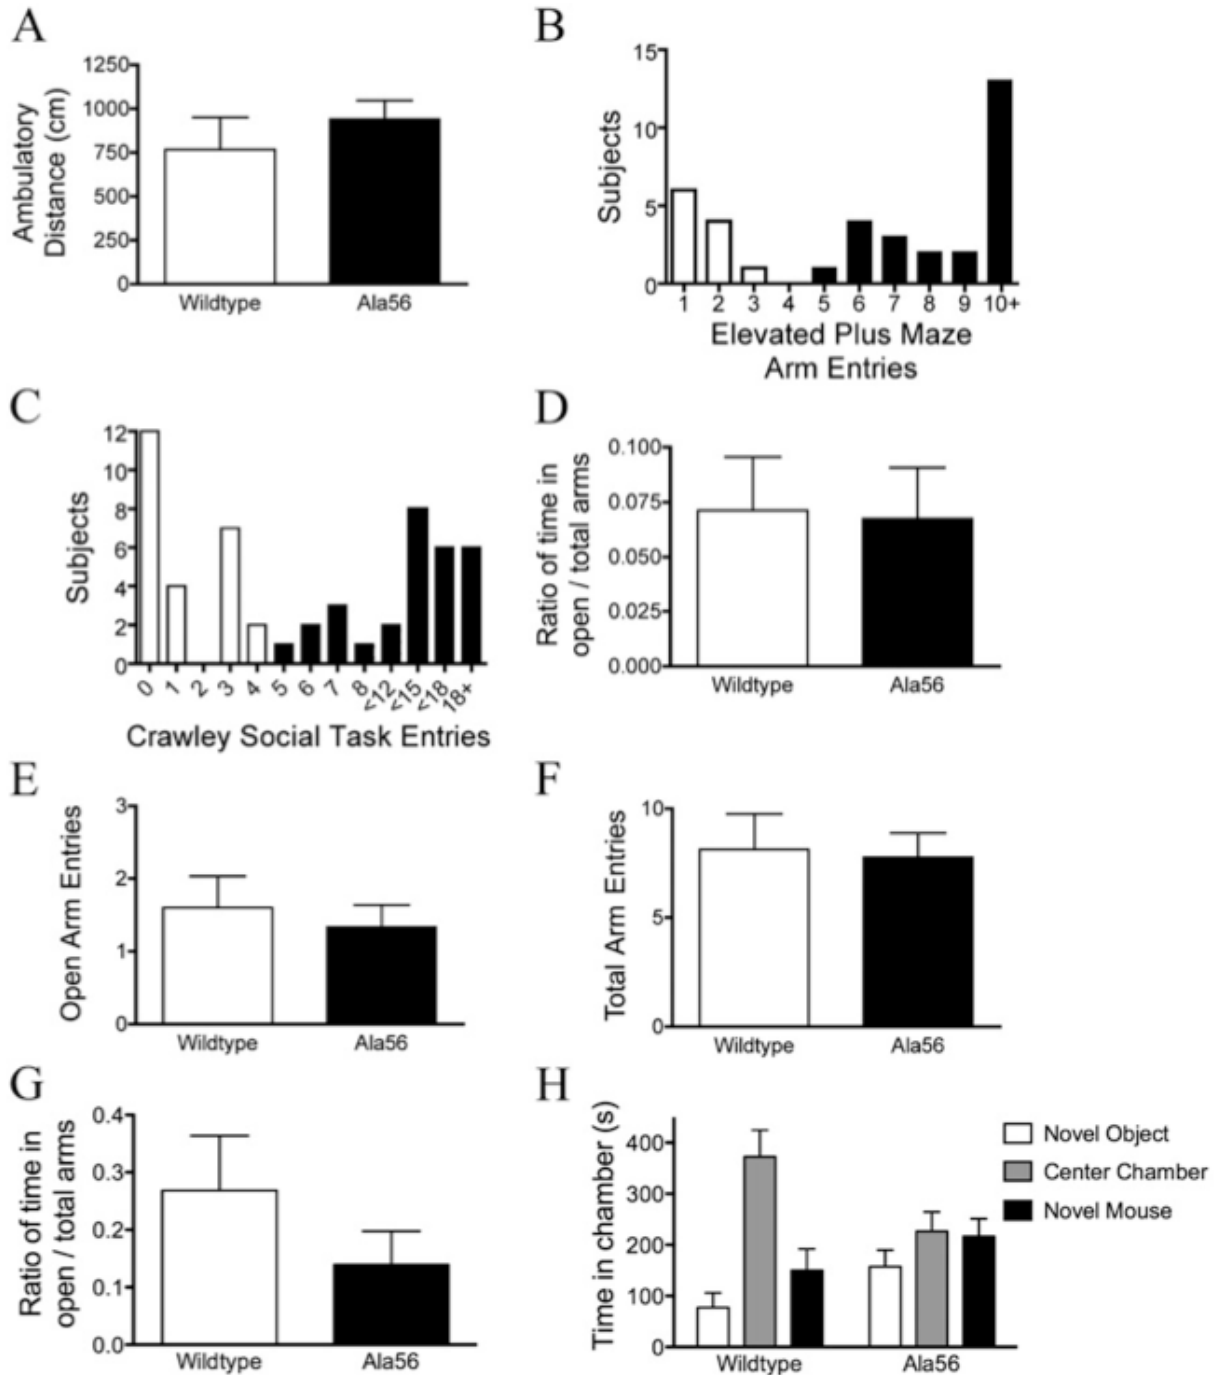 A
Ambulatory
Distance (cm)
1250
1000
750
500
250
0
Wildtype Ala56
B
Subjects
15
10
5
0
1 2 3 4 5 6 7 8 9 10+
Elevated Plus Maze
Arm Entries
C
Subjects
12
10
8
6
4
2
0
0 1 2 3 4 5 6 7 8 <12 <15 <18 18+
Crawley Social Task Entries
D
Ratio of time in
open / total arms
0.100
0.075
0.050
0.025
0.000
Wildtype Ala56
E
Open Arm Entries
3
2
1
0
Wildtype Ala56
F
Total Arm Entries
10
5
0
Wildtype Ala56
G
Ratio of time in
open / total arms
0.4
0.3
0.2
0.1
0.0
Wildtype Ala56
H
Time in chamber (s)
400
300
200
100
0
Wildtype Ala56
Novel Object
Center Chamber
Novel Mouse